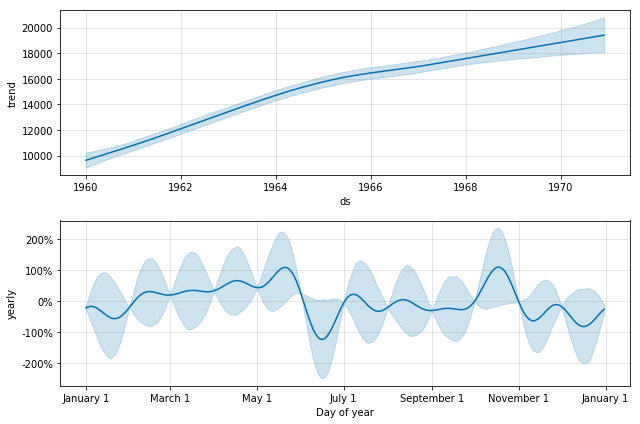 20000
18000
16000
14000
12000
10000
trend
1960 1962 1964 1966 1968 1970
ds
200%
100%
0%
-100%
-200%
yearly
January 1 March 1 May 1 July 1 September 1 November 1 January 1
Day of year